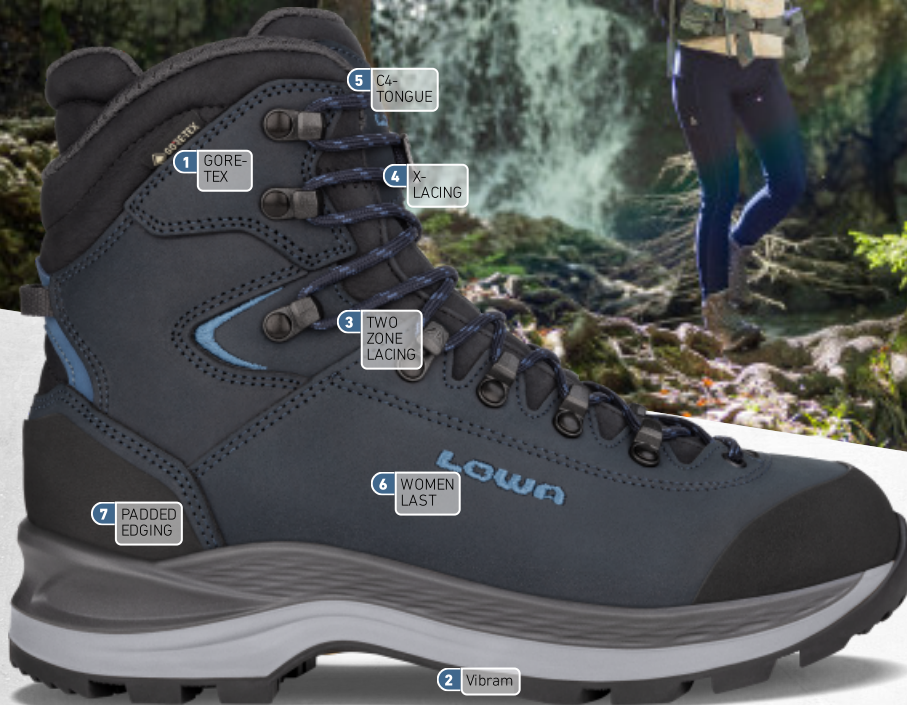 5 C4-
TONGUE
GORE-TEX
1 GORE-
TEX
4 X-
LACING
3 TWO
ZONE
LACING
LOWA
6 WOMEN
LAST
7 PADDED
EDGING
2 Vibram